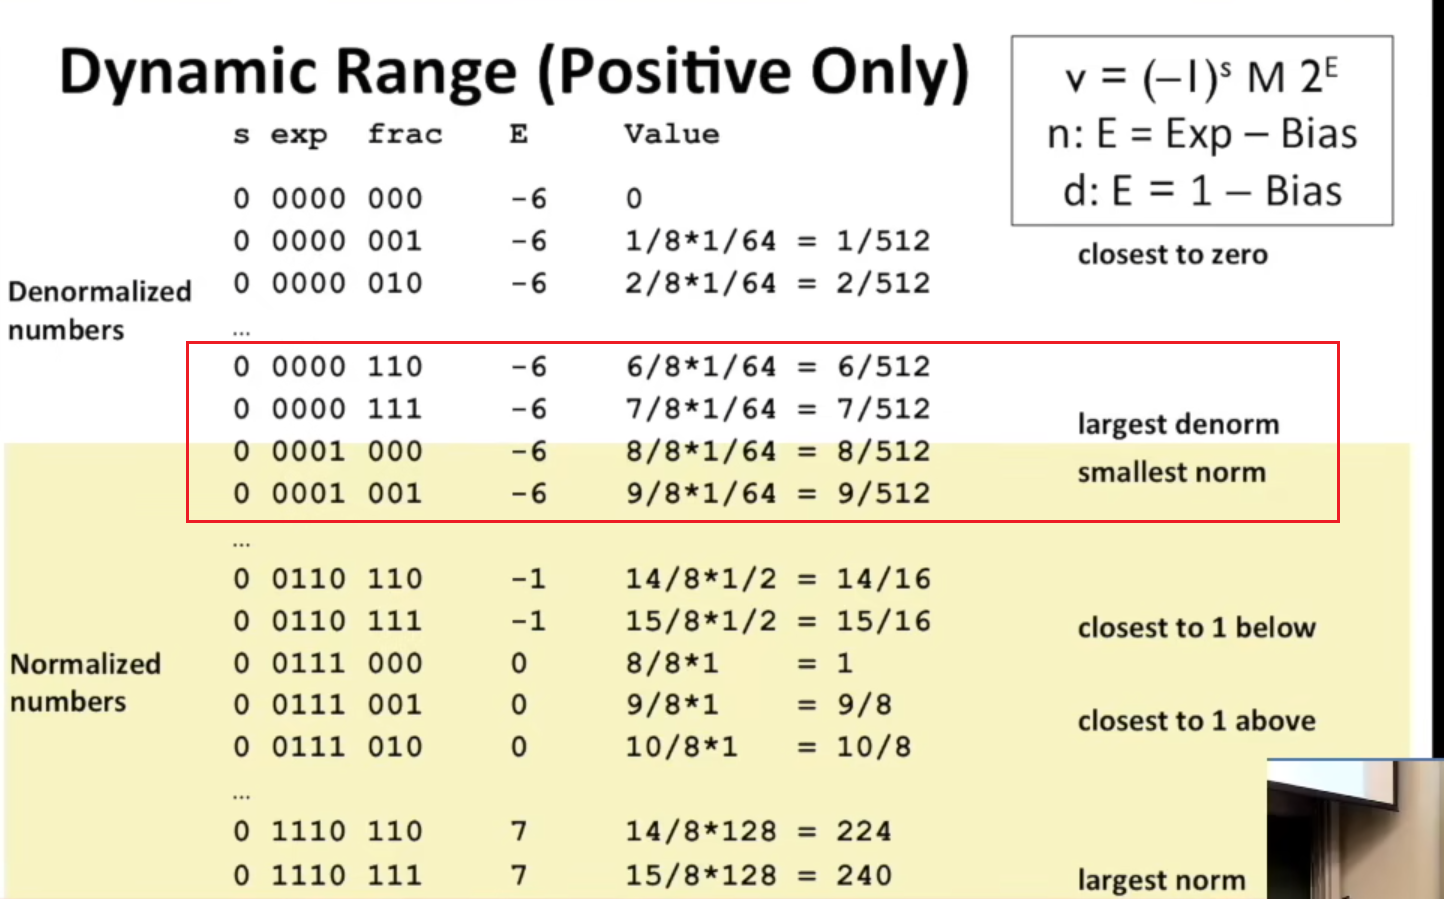 Dynamic Range (Positive Only)
v = (–1)ˢ M 2ᴱ
n: E = Exp – Bias
d: E = 1 – Bias
s exp frac E Value
0 0000 000 -6 0
0 0000 001 -6 1/8*1/64 = 1/512
closest to zero
0 0000 010 -6 2/8*1/64 = 2/512
Denormalized
numbers
...
0 0000 110 -6 6/8*1/64 = 6/512
0 0000 111 -6 7/8*1/64 = 7/512
largest denorm
0 0001 000 -6 8/8*1/64 = 8/512
smallest norm
0 0001 001 -6 9/8*1/64 = 9/512
...
0 0110 110 -1 14/8*1/2 = 14/16
0 0110 111 -1 15/8*1/2 = 15/16
closest to 1 below
Normalized
numbers
0 0111 000 0 8/8*1 = 1
0 0111 001 0 9/8*1 = 9/8
closest to 1 above
0 0111 010 0 10/8*1 = 10/8
...
0 1110 110 7 14/8*128 = 224
0 1110 111 7 15/8*128 = 240
largest norm